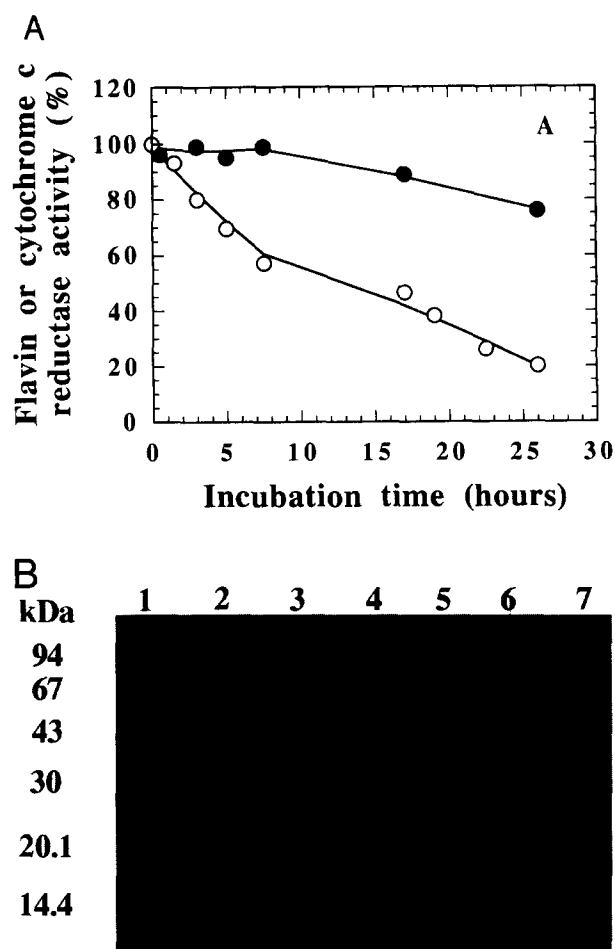 A
Flavin or cytochrome c
reductase activity (%)
120
100
80
60
40
20
0
A
0 5 10 15 20 25 30
Incubation time (hours)
B
kDa 1 2 3 4 5 6 7
94
67
43
30
20.1
14.4